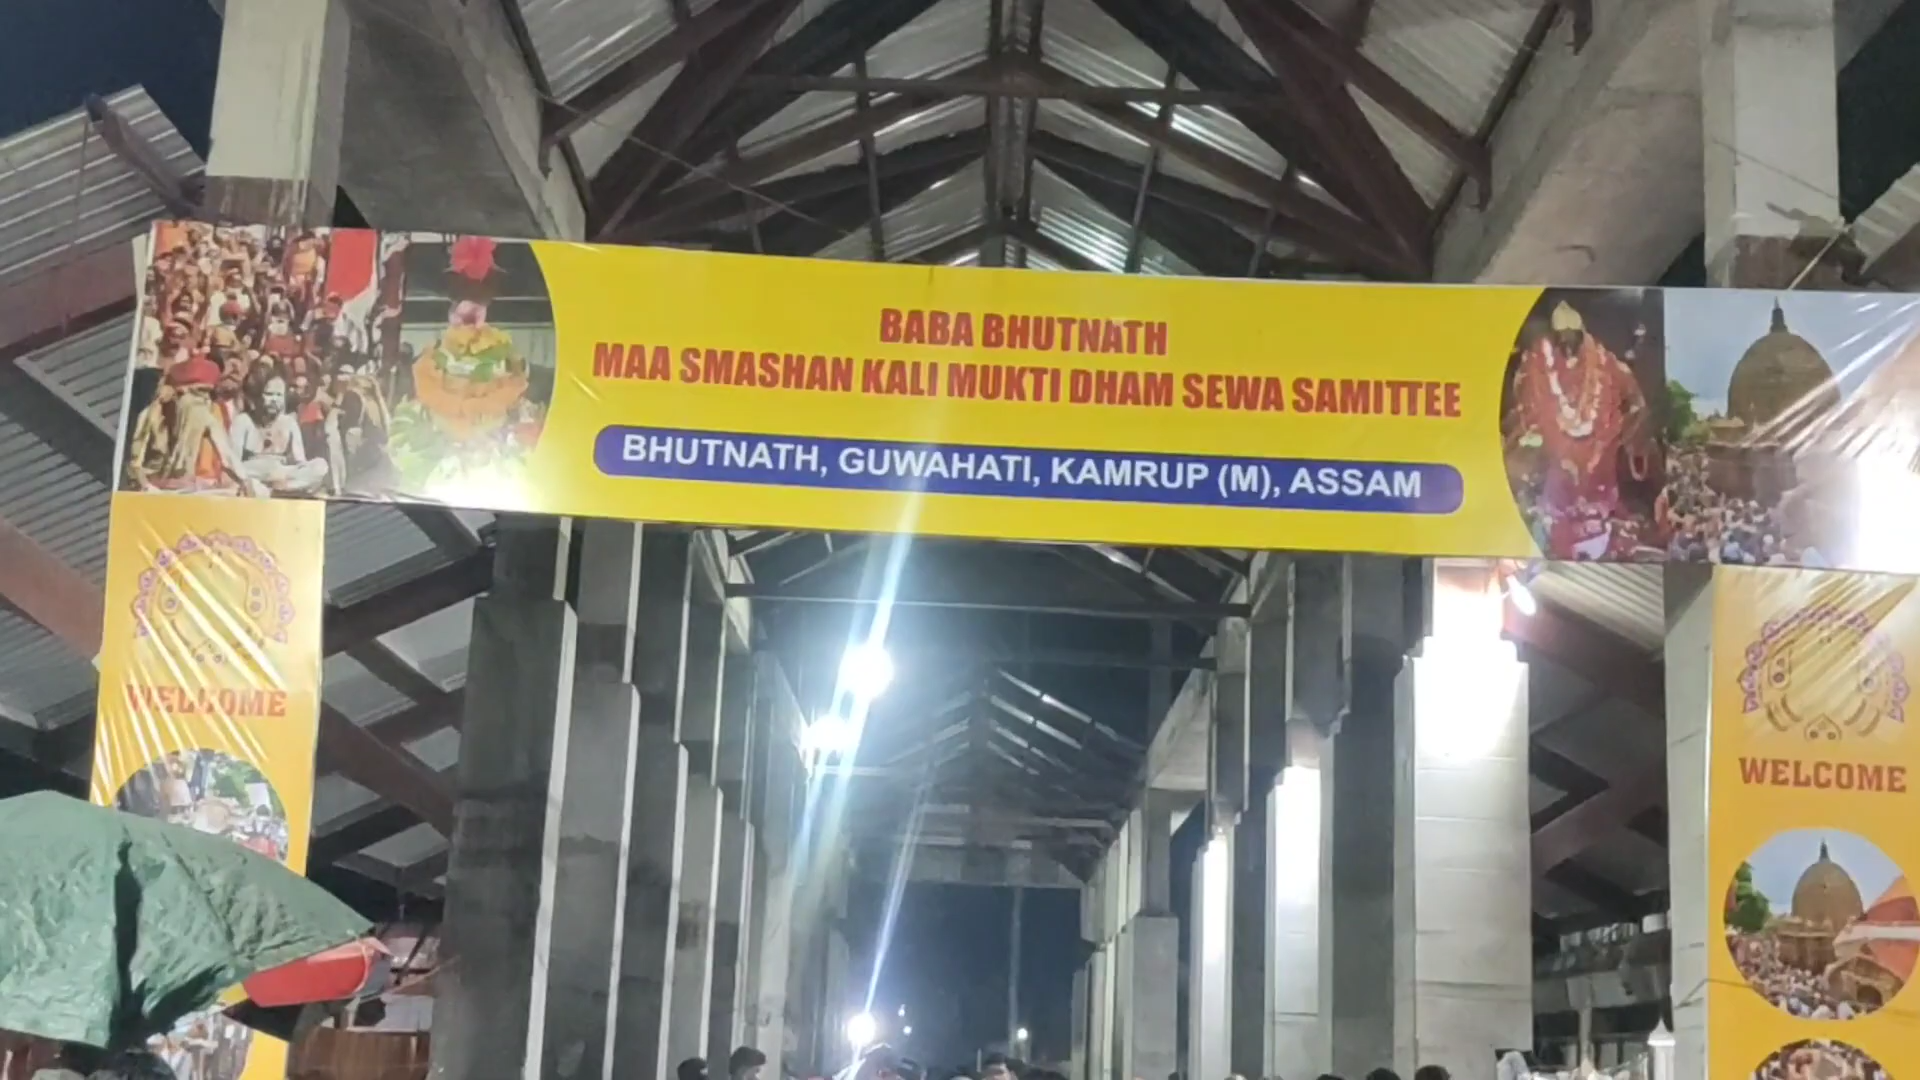 BABA BHUTNATH
MAA SMASHAN KALI MUKTI DHAM SEWA SAMITTEE
BHUTNATH, GUWAHATI, KAMRUP (M), ASSAM
WELCOME
WELCOME